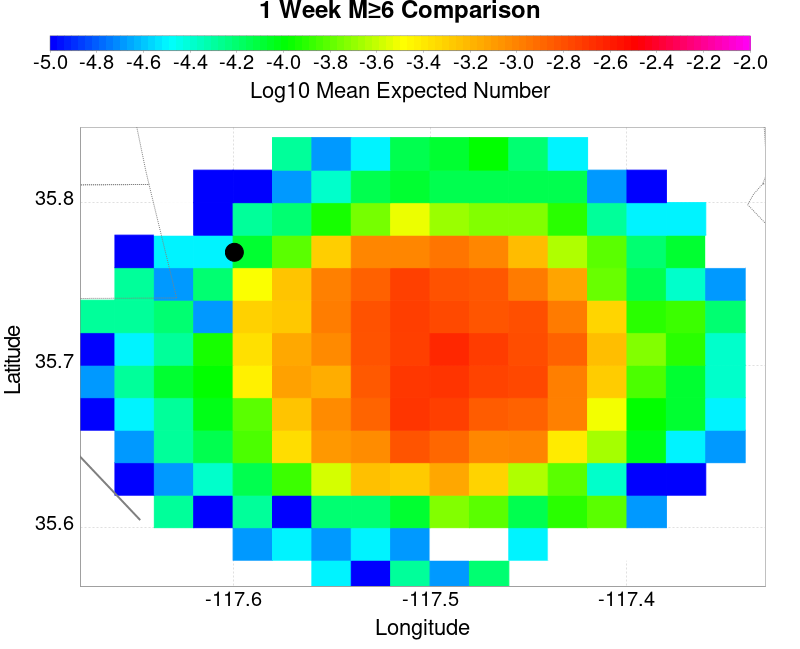 1 Week M≥6 Comparison
-5.0 -4.8 -4.6 -4.4 -4.2 -4.0 -3.8 -3.6 -3.4 -3.2 -3.0 -2.8 -2.6 -2.4 -2.2 -2.0
Log10 Mean Expected Number
35.8
35.7
35.6
Latitude
-117.6 -117.5 -117.4
Longitude